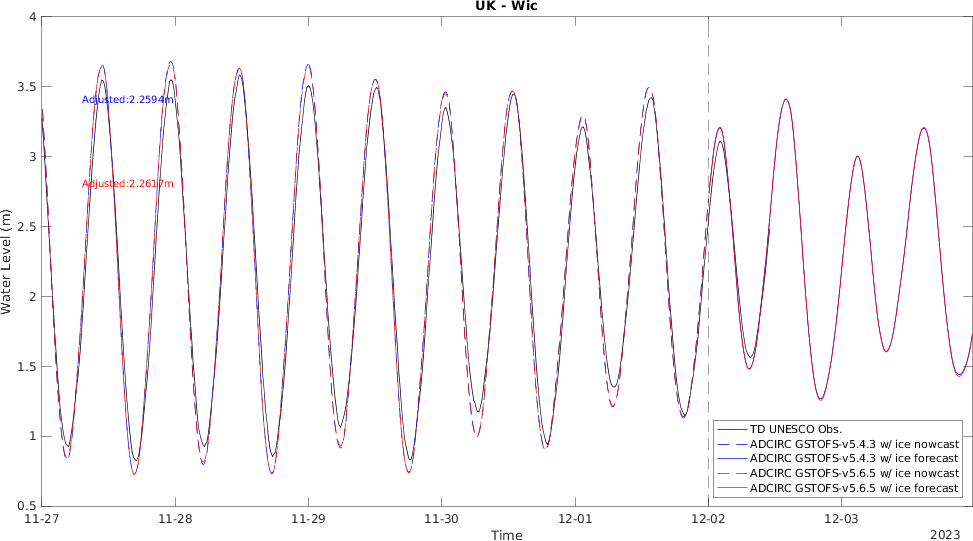 UK - Wic
4
3.5
3
2.5
2
1.5
1
0.5
Water Level (m)
Adjusted:2.2594m
Adjusted:2.2617m
TD UNESCO Obs.
ADCIRC GSTOFS-v5.4.3 w/ ice nowcast
ADCIRC GSTOFS-v5.4.3 w/ ice forecast
ADCIRC GSTOFS-v5.6.5 w/ ice nowcast
ADCIRC GSTOFS-v5.6.5 w/ ice forecast
11-27 11-28 11-29 11-30 12-01 12-02 12-03
Time
2023